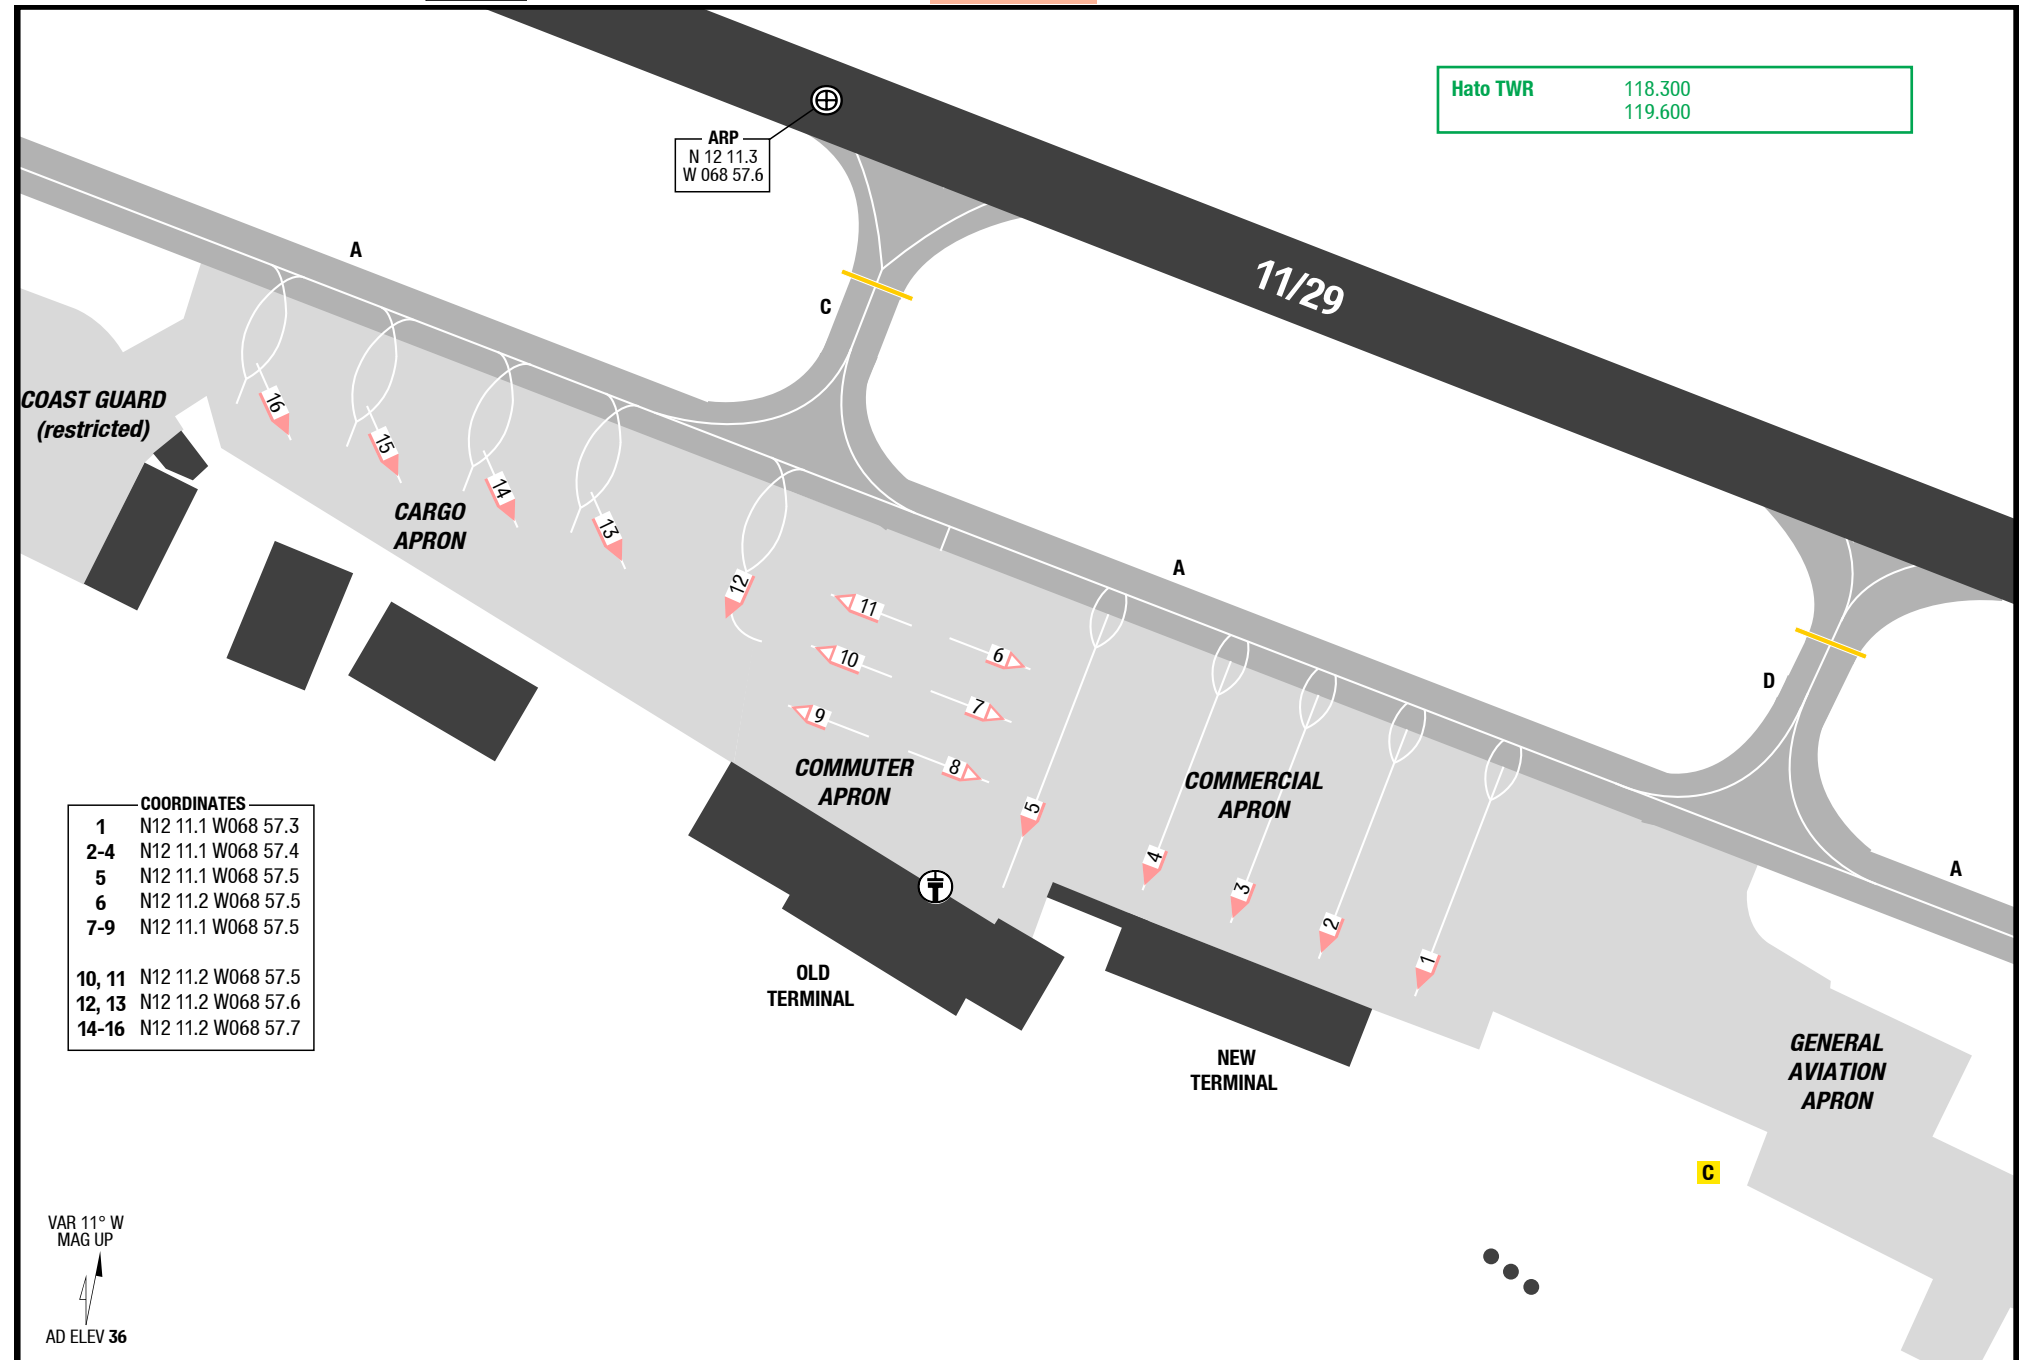 Hato TWR 118.300
119.600
ARP
N 12 11.3
W 068 57.6
11/29
A
C
COAST GUARD
(restricted)
16
15
14
13
CARGO
APRON
12
11
10
9
6
7
8
A
D
COMMUTER
APRON
COMMERCIAL
APRON
5
4
3
2
1
A
COORDINATES
1 N12 11.1 W068 57.3
2-4 N12 11.1 W068 57.4
5 N12 11.1 W068 57.5
6 N12 11.2 W068 57.5
7-9 N12 11.1 W068 57.5
10, 11 N12 11.2 W068 57.5
12, 13 N12 11.2 W068 57.6
14-16 N12 11.2 W068 57.7
OLD
TERMINAL
NEW
TERMINAL
GENERAL
AVIATION
APRON
C
VAR 11° W
MAG UP
AD ELEV 36